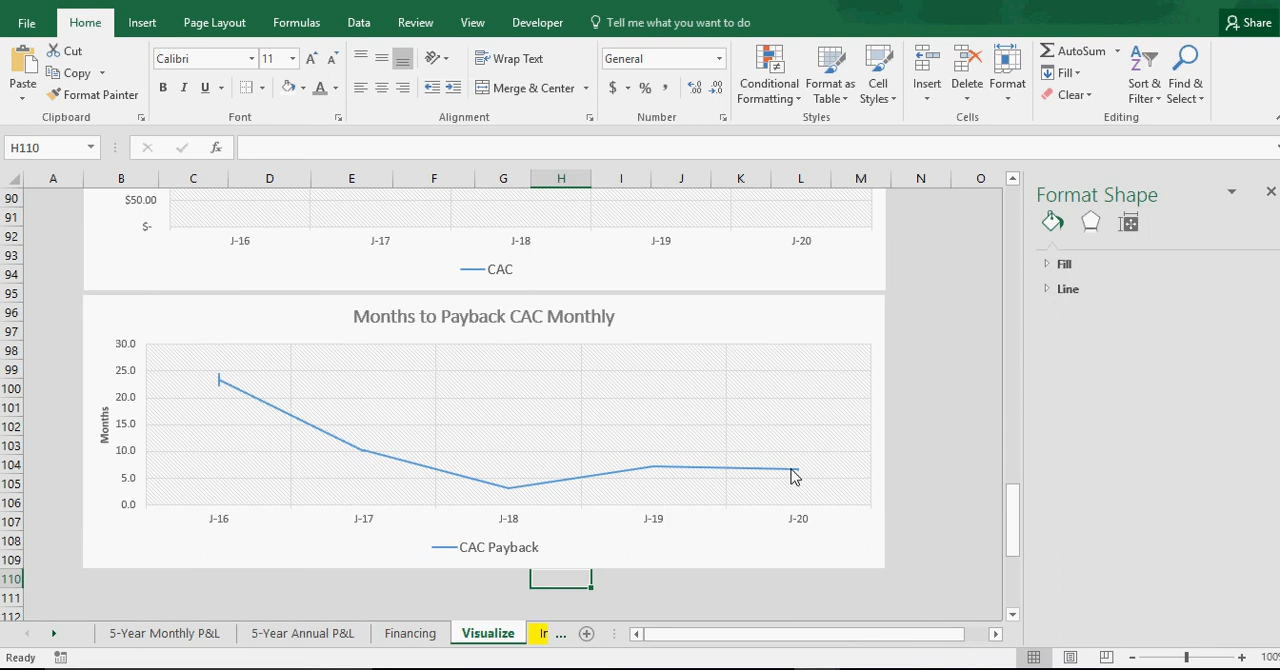 File Home Insert Page Layout Formulas Data Review View Developer Tell me what you want to do Share
Paste Cut Copy Format Painter Clipboard
Calibri 11 A A B I U A Font
Wrap Text Merge & Center Alignment
General $ % , Number
Conditional Formatting Format as Table Cell Styles Styles
Insert Delete Format Cells
AutoSum Fill Clear Sort & Filter Find & Select Editing
H110 fx
A B C D E F G H I J K L M N O
90
91
92
93
94
95
96
97
98
99
100
101
102
103
104
105
106
107
108
109
110
111
112
$50.00
$-
J-16 J-17 J-18 J-19 J-20
CAC
Months to Payback CAC Monthly
30.0
25.0
20.0
15.0
10.0
5.0
0.0
Months
J-16 J-17 J-18 J-19 J-20
CAC Payback
Format Shape
Fill
Line
5-Year Monthly P&L 5-Year Annual P&L Financing Visualize Ir ...
Ready 100%